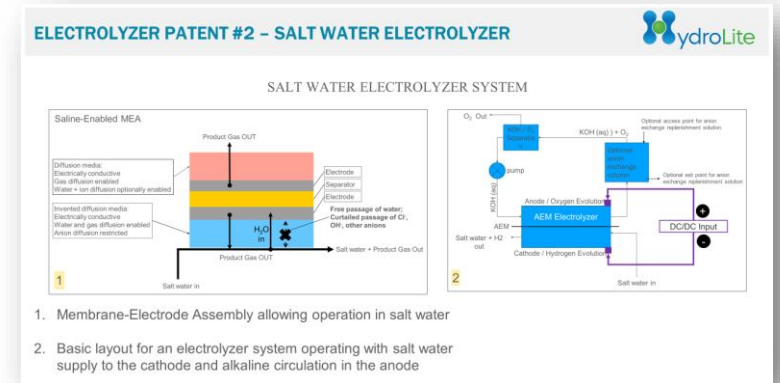 ELECTROLYZER PATENT #2 – SALT WATER ELECTROLYZER
ydroLite
SALT WATER ELECTROLYZER SYSTEM
Saline-Enabled MEA
Product Gas OUT
Diffusion media:
Electrically conductive
Gas diffusion enabled
Water + ion diffusion optionally enabled
Invented diffusion media:
Electrically conductive
Water and gas diffusion enabled
Anion diffusion restricted
Electrode
Separator
Electrode
Free passage of water;
Curtailed passage of Cl-,
OH-, other anions
H2O
in
Salt water + Product Gas Out
Product Gas OUT
1
Salt water in
O2 Out
KOH / O2
Separato
r
KOH (aq) ) + O2
Optional access point for anion
exchange replenishment solution
Optional
anion
exchange
column
Optional exit point for anion
exchange replenishment solution
pump
KOH (aq)
Anode / Oxygen Evolution
AEM Electrolyzer
AEM
DC/DC Input
+
-
Salt water + H2
out
Cathode / Hydrogen Evolution
2
Salt water in
1. Membrane-Electrode Assembly allowing operation in salt water
2. Basic layout for an electrolyzer system operating with salt water
supply to the cathode and alkaline circulation in the anode